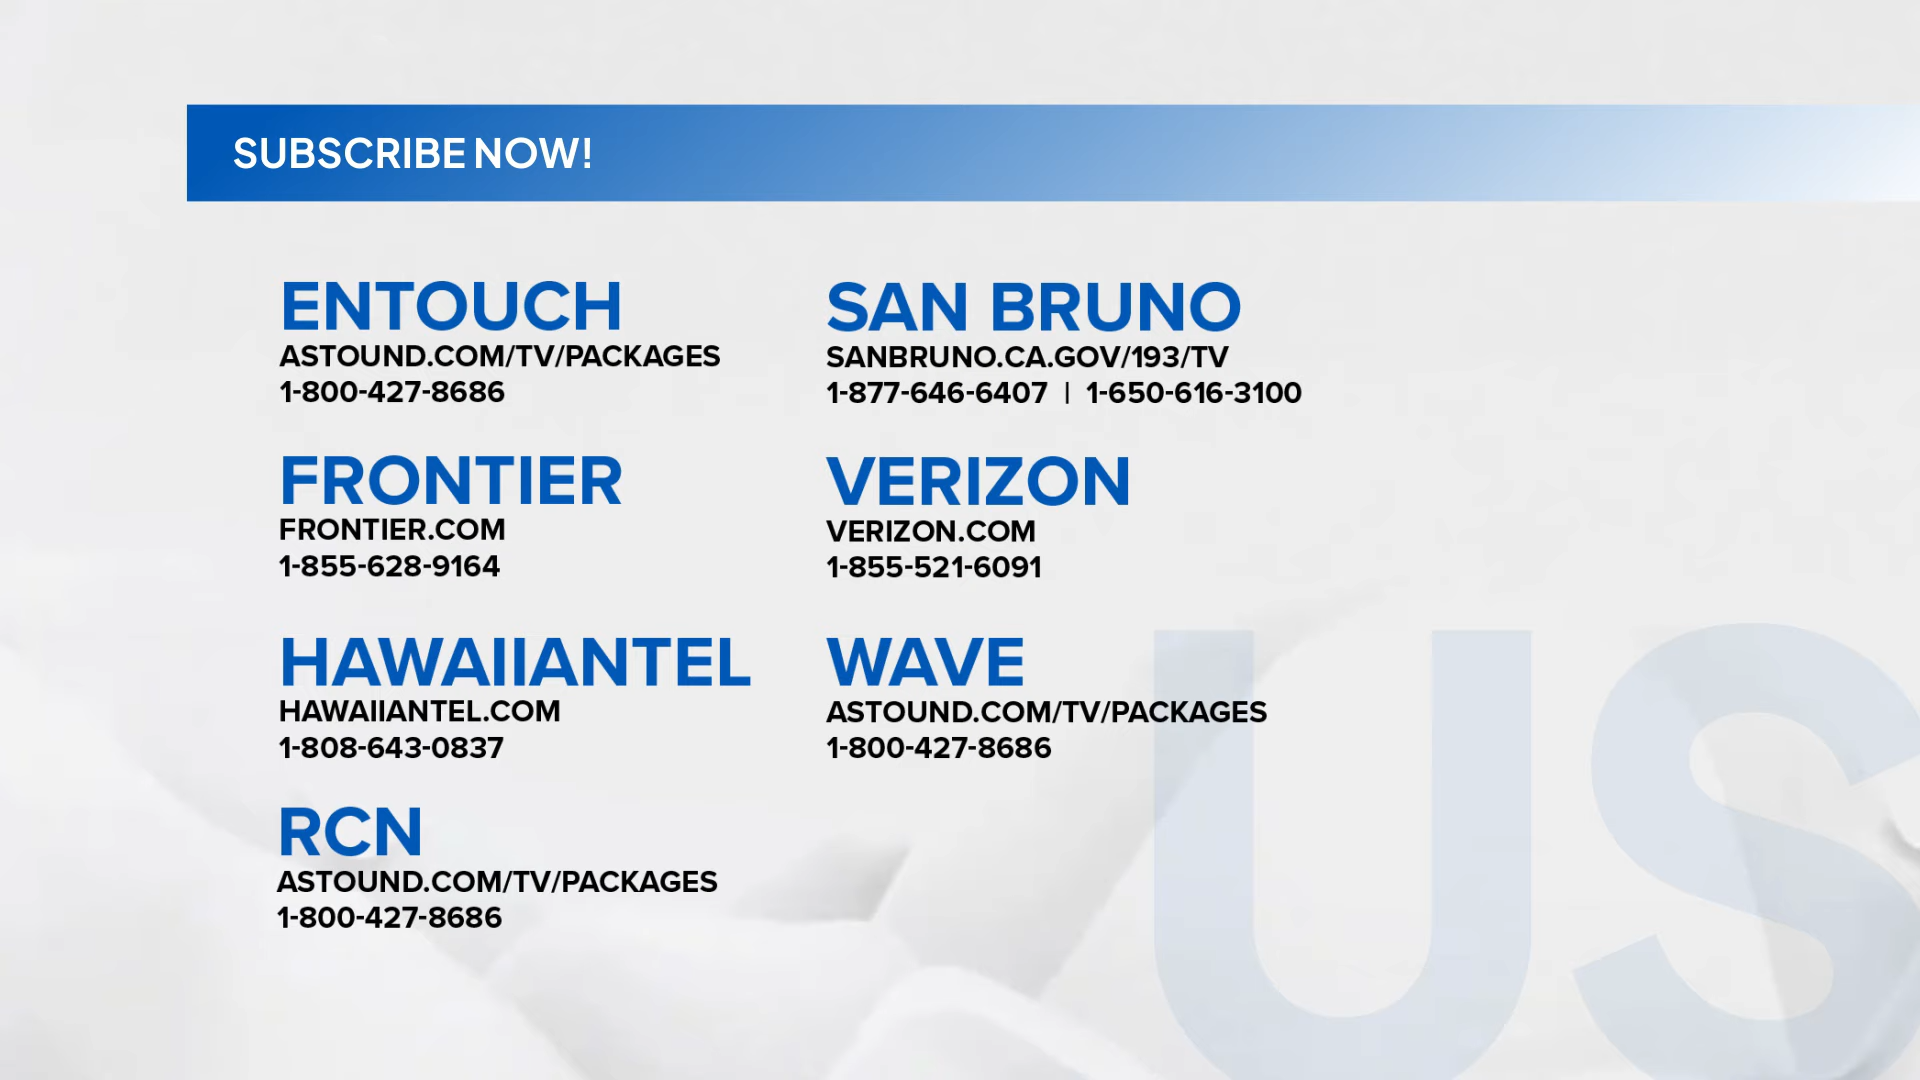 SUBSCRIBE NOW!
ENTOUCH
ASTOUND.COM/TV/PACKAGES
1-800-427-8686
FRONTIER
FRONTIER.COM
1-855-628-9164
HAWAIIANTEL
HAWAIIANTEL.COM
1-808-643-0837
RCN
ASTOUND.COM/TV/PACKAGES
1-800-427-8686
SAN BRUNO
SANBRUNO.CA.GOV/193/TV
1-877-646-6407 | 1-650-616-3100
VERIZON
VERIZON.COM
1-855-521-6091
WAVE
ASTOUND.COM/TV/PACKAGES
1-800-427-8686
US